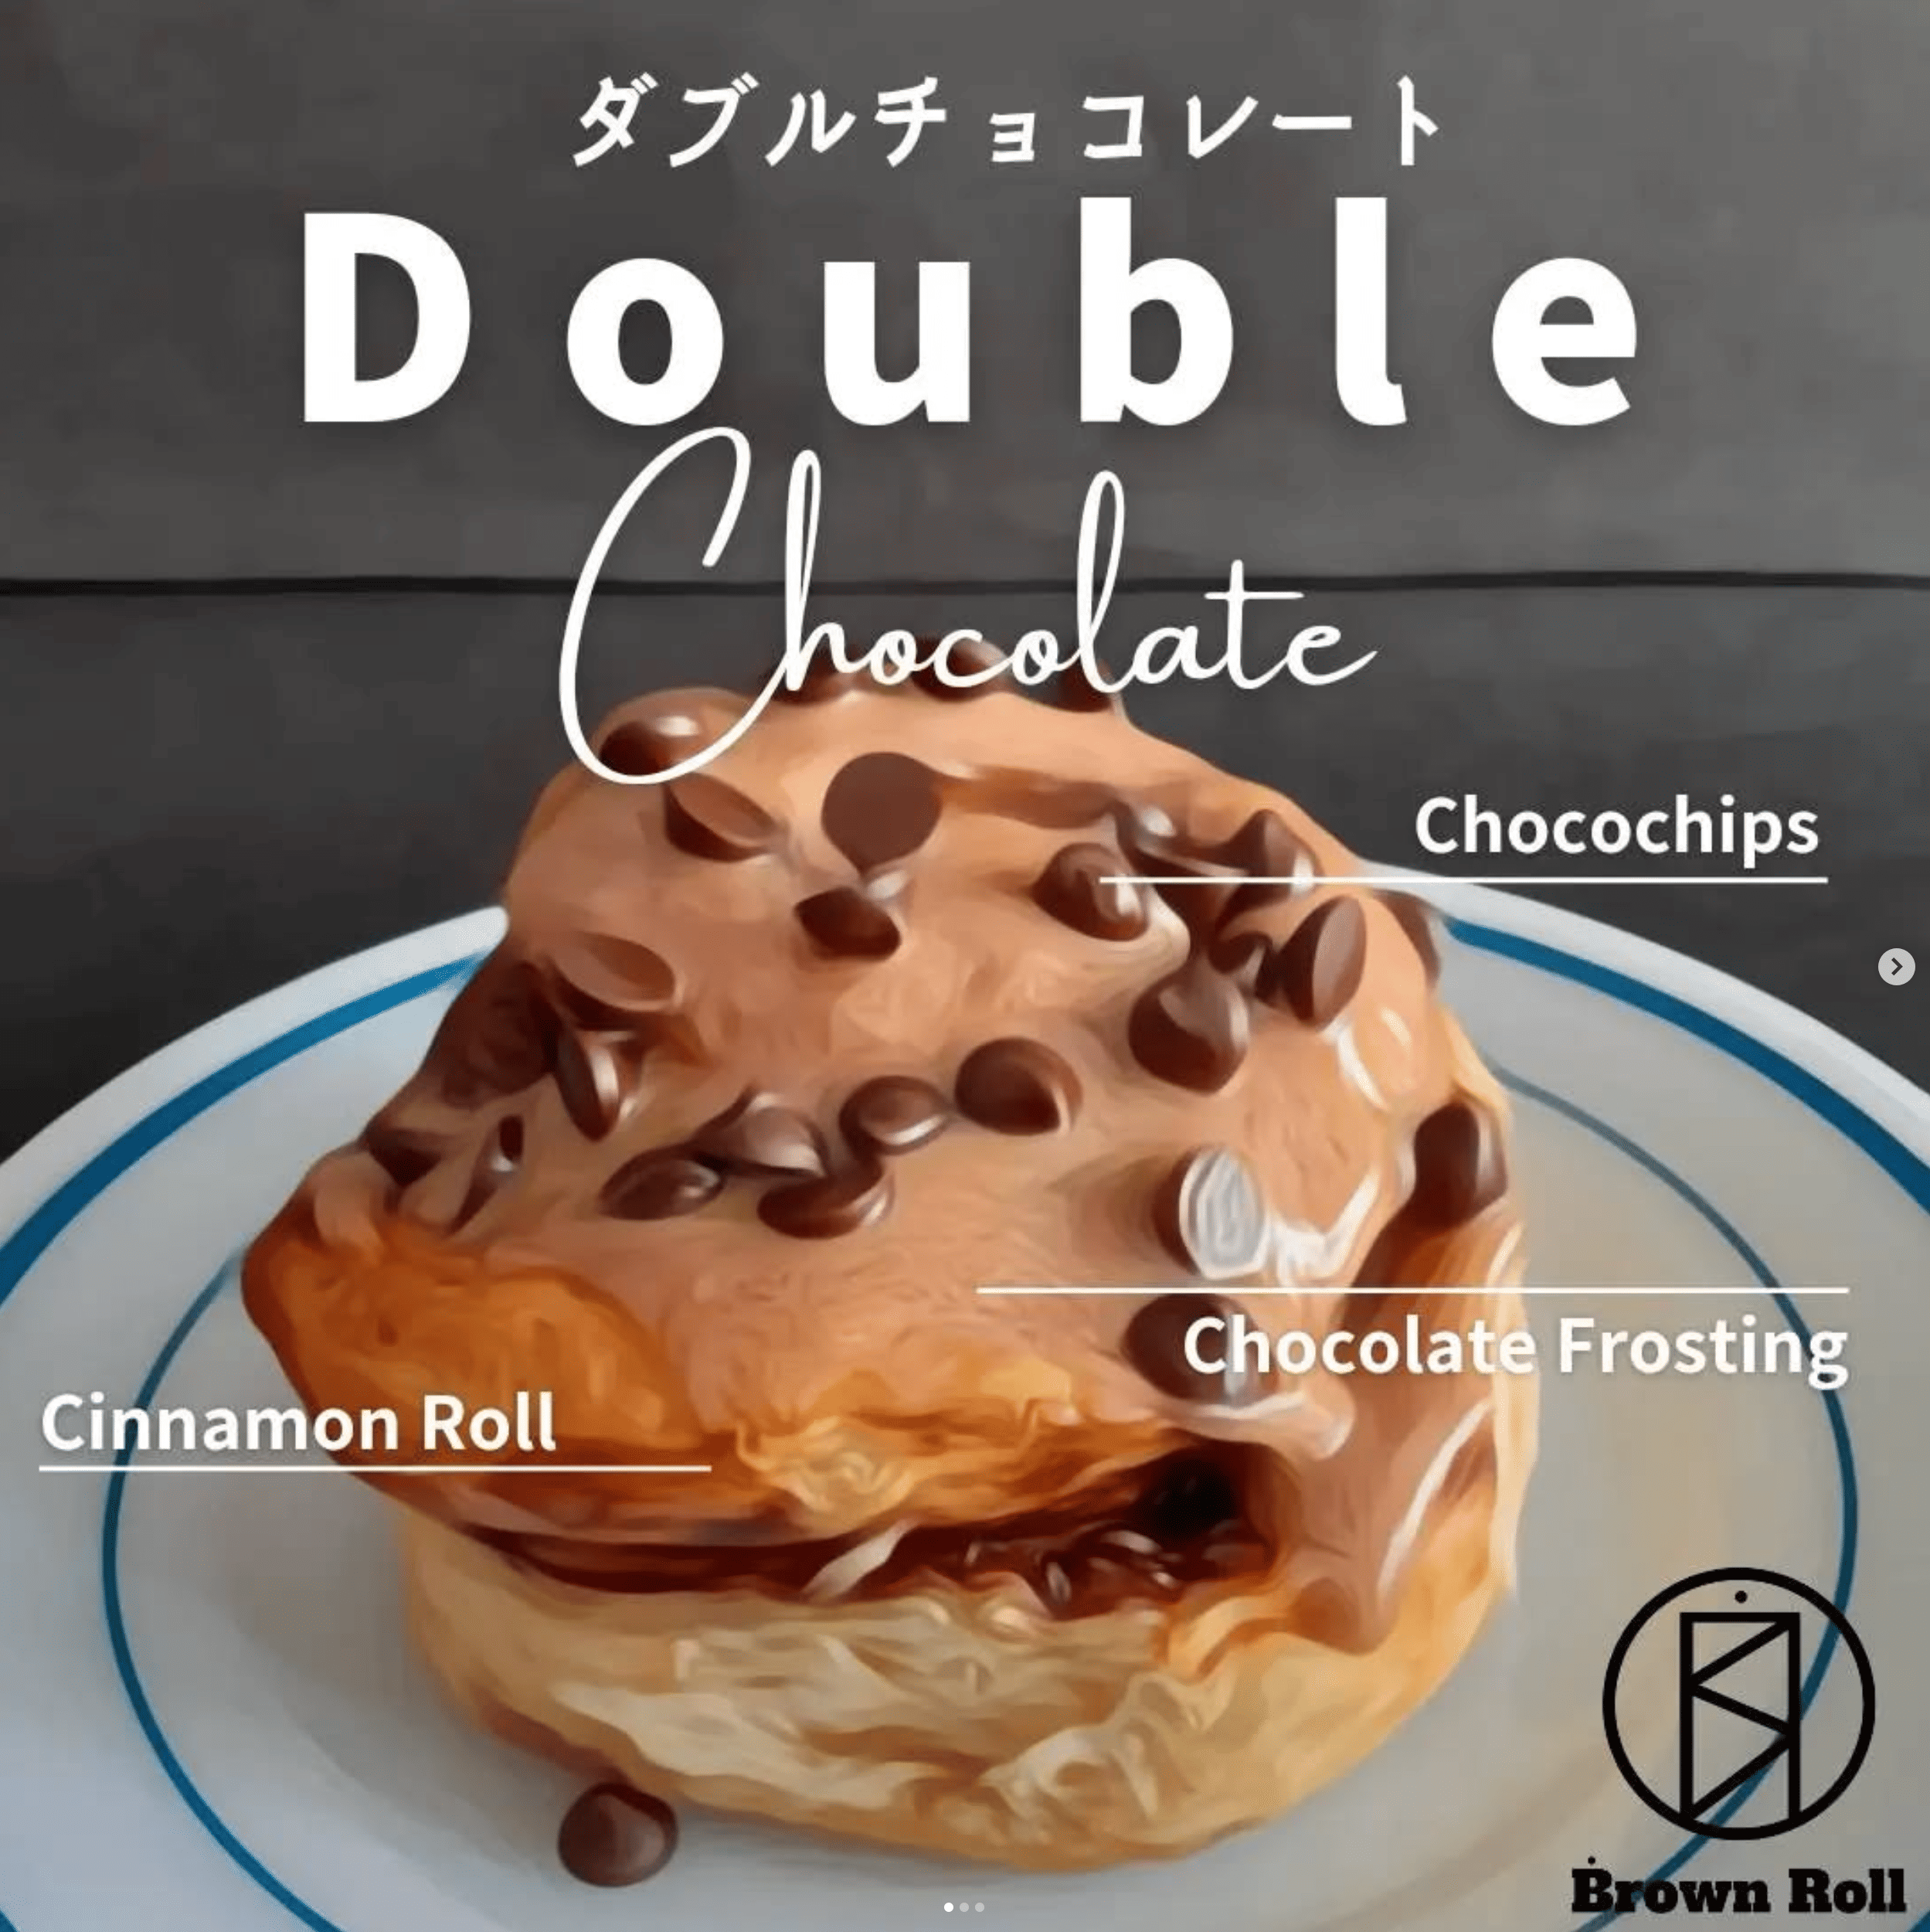 ダブルチョコレート
Double
Chocolate
Chocochips
Chocolate Frosting
Cinnamon Roll
Brown Roll